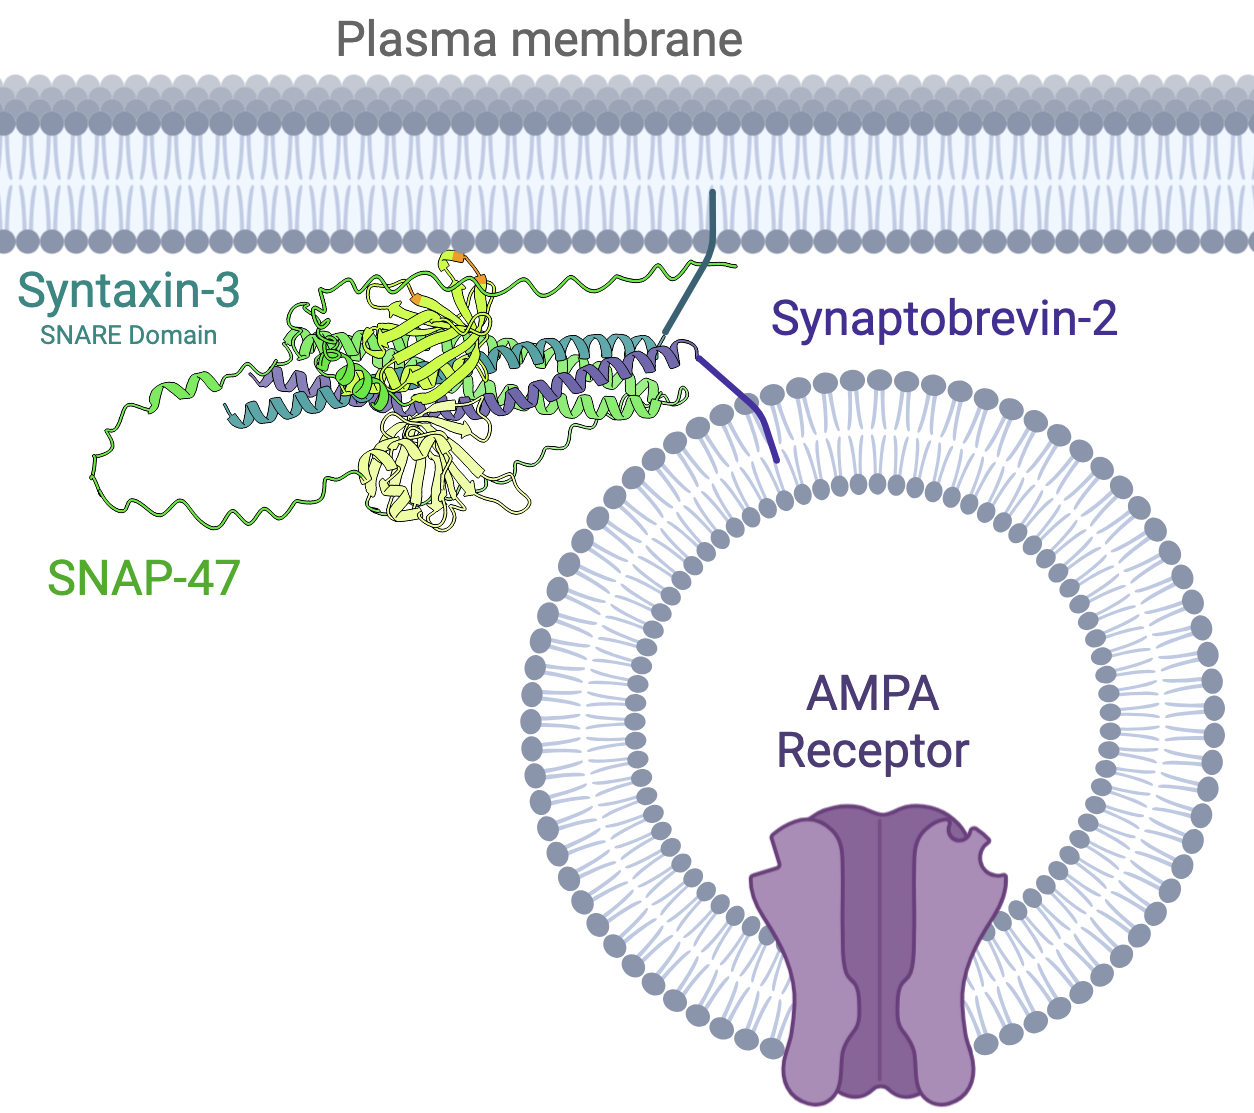 Plasma membrane
Syntaxin-3
SNARE Domain
Synaptobrevin-2
SNAP-47
AMPA
Receptor